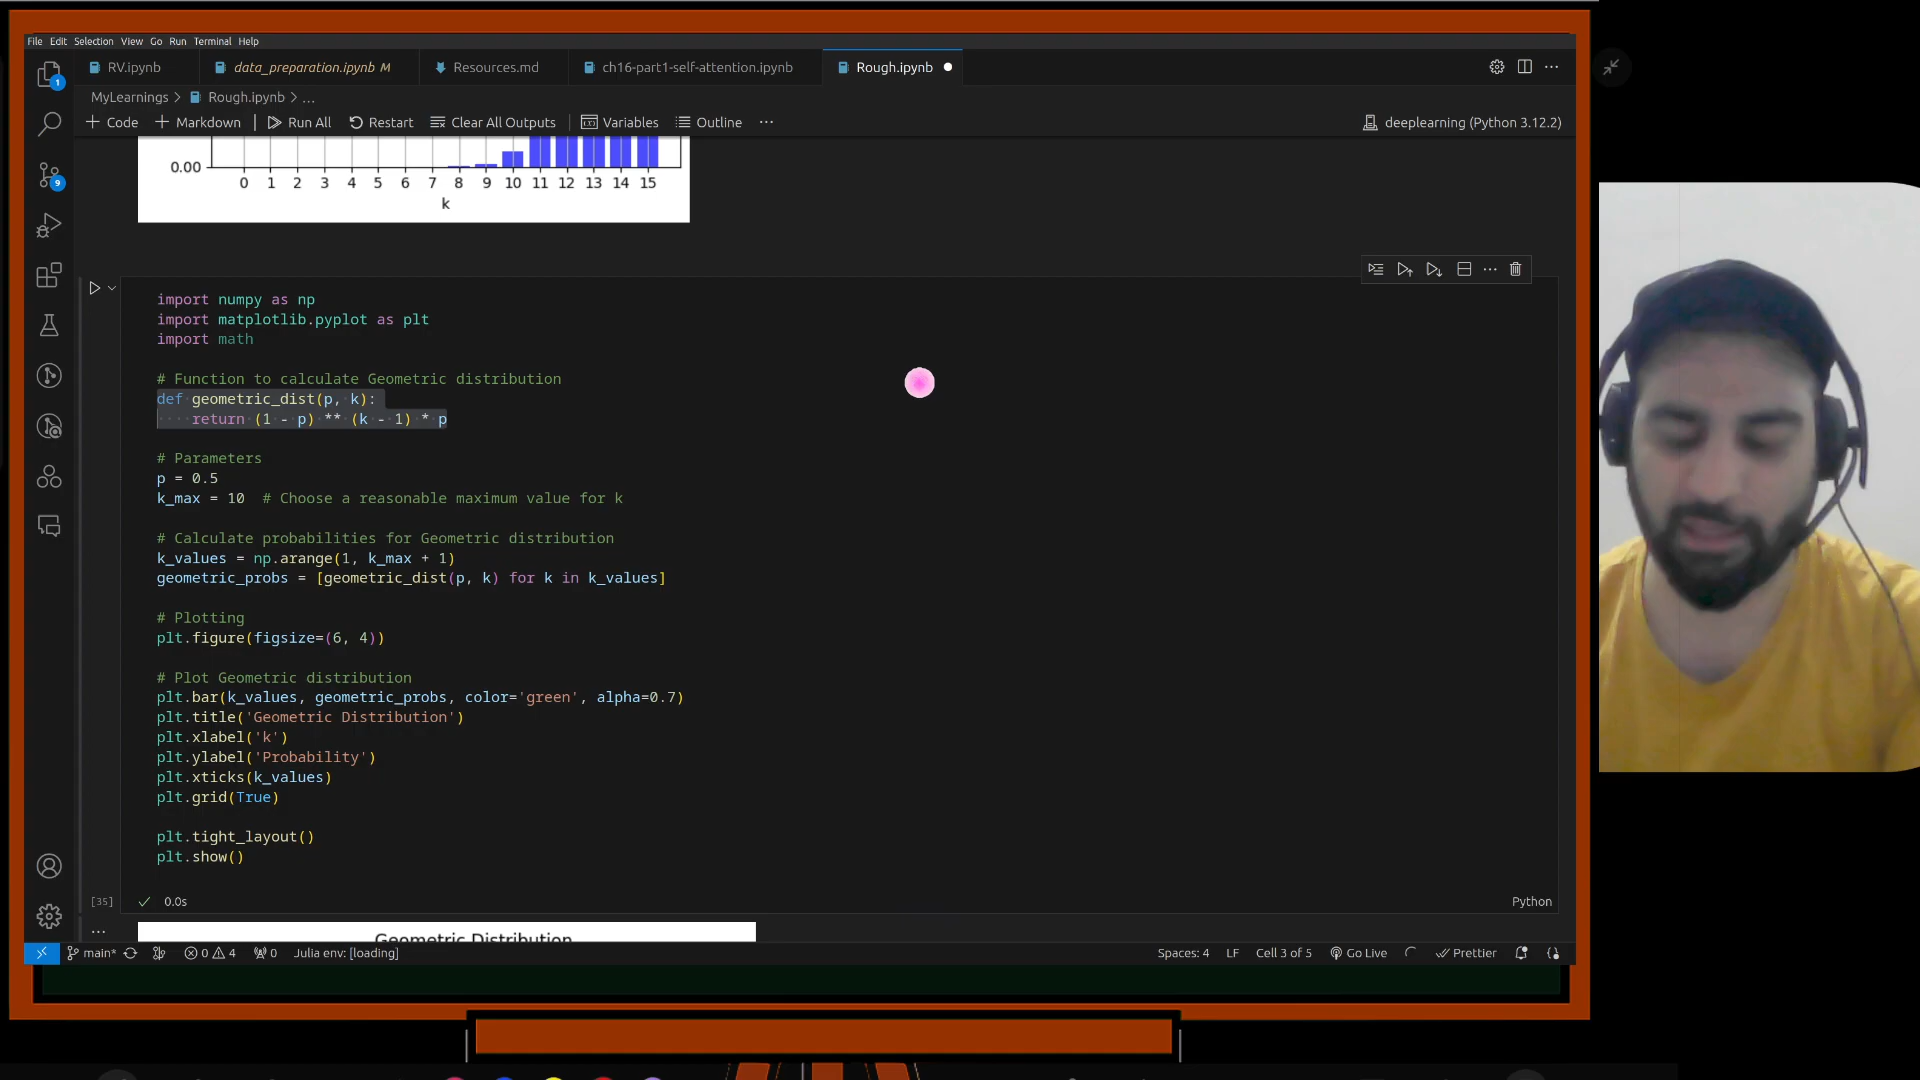 File Edit Selection View Go Run Terminal Help
RV.ipynb data_preparation.ipynb M Resources.md ch16-part1-self-attention.ipynb Rough.ipynb
MyLearnings > Rough.ipynb > ...
+ Code + Markdown Run All Restart Clear All Outputs Variables Outline ... deeplearning (Python 3.12.2)
0.00
0 1 2 3 4 5 6 7 8 9 10 11 12 13 14 15
k
import numpy as np
import matplotlib.pyplot as plt
import math
# Function to calculate Geometric distribution
def geometric_dist(p, k):
    return (1 - p) ** (k - 1) * p
# Parameters
p = 0.5
k_max = 10  # Choose a reasonable maximum value for k
# Calculate probabilities for Geometric distribution
k_values = np.arange(1, k_max + 1)
geometric_probs = [geometric_dist(p, k) for k in k_values]
# Plotting
plt.figure(figsize=(6, 4))
# Plot Geometric distribution
plt.bar(k_values, geometric_probs, color='green', alpha=0.7)
plt.title('Geometric Distribution')
plt.xlabel('k')
plt.ylabel('Probability')
plt.xticks(k_values)
plt.grid(True)
plt.tight_layout()
plt.show()
[35] 0.0s Python
Geometric Distribution
main* 0 4 0 Julia env: [loading] Spaces: 4 LF Cell 3 of 5 Go Live Prettier
1
9